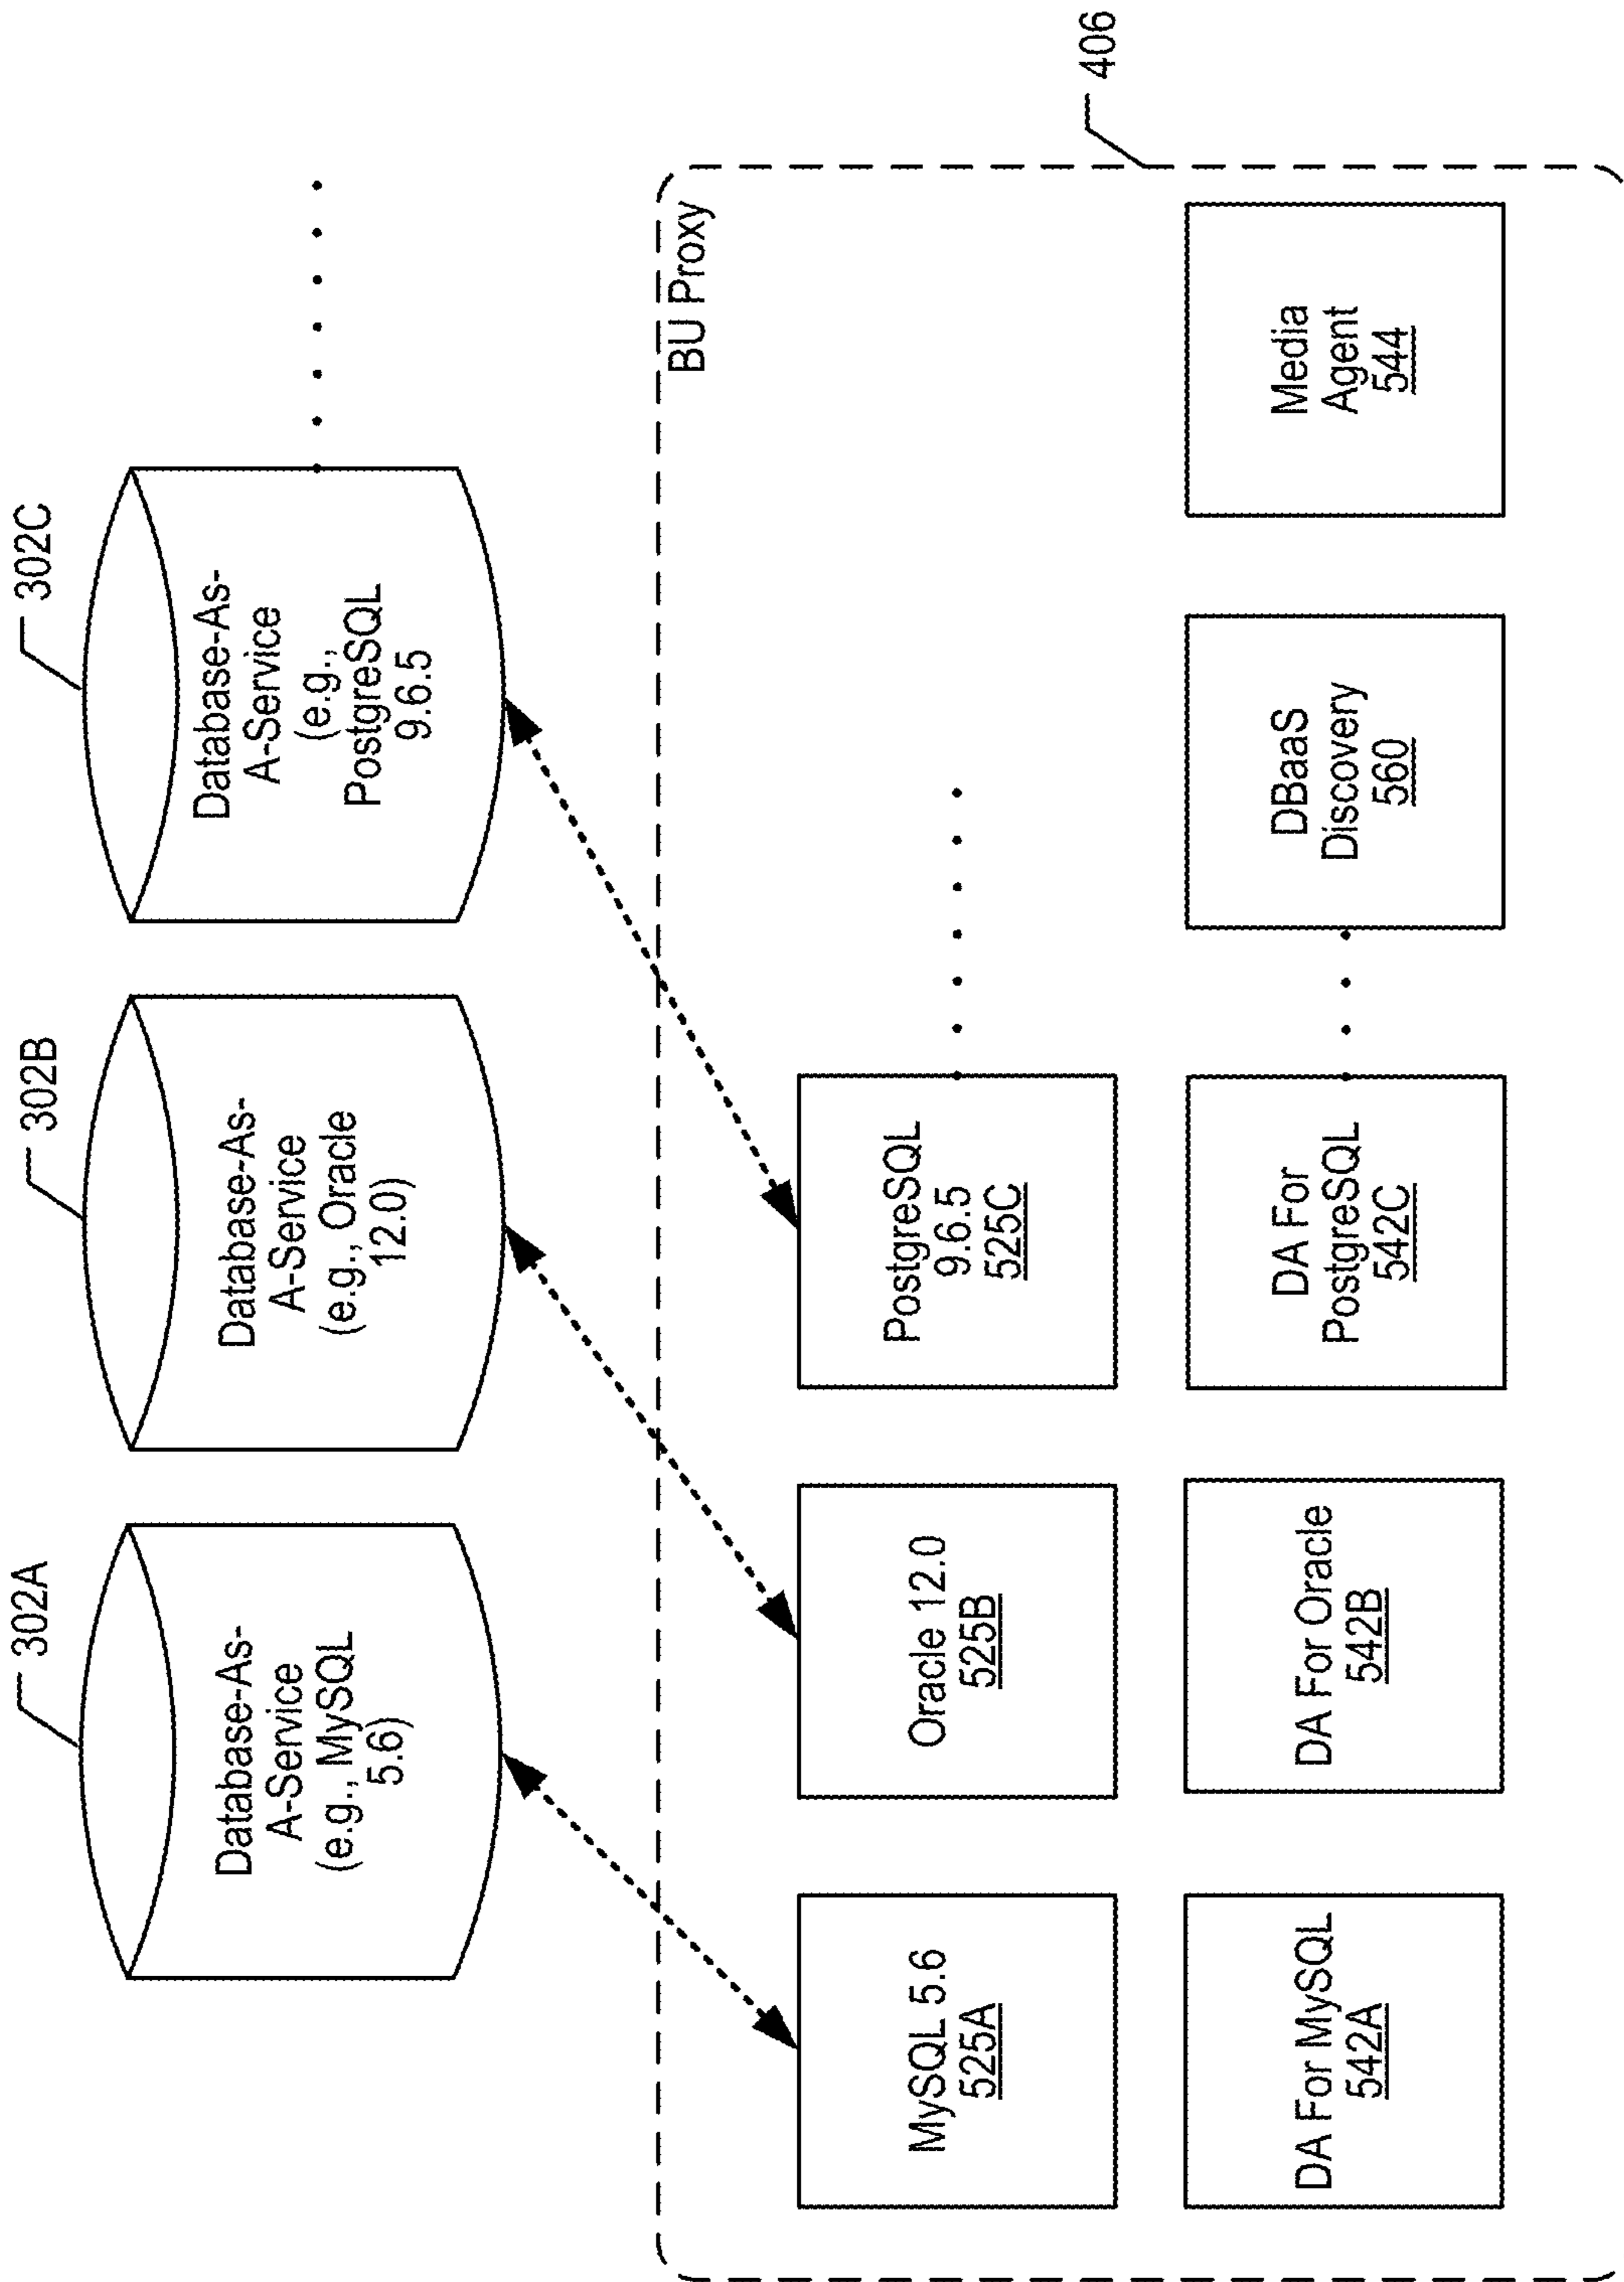 302A
302B
302C
Database-As-
A-Service
(e.g., MySQL
5.6)
Database-As-
A-Service
(e.g., Oracle
12.0)
Database-As-
A-Service
(e.g.,
PostgreSQL
9.6.5
BU Proxy
406
MySQL 5.6
525A
Oracle 12.0
525B
PostgreSQL
9.6.5
525C
DA For MySQL
542A
DA For Oracle
542B
DA For
PostgreSQL
542C
DBaaS
Discovery
560
Media
Agent
544